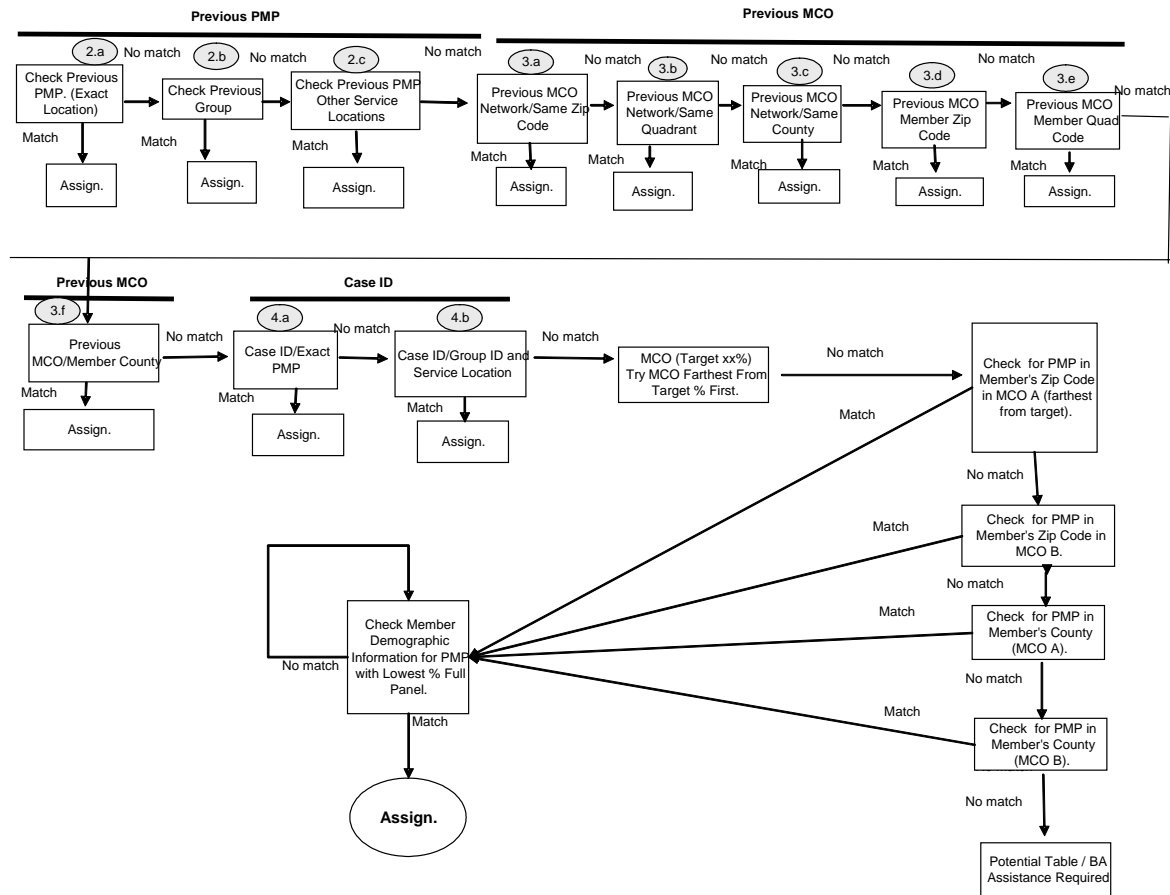 Previous PMP
Previous MCO
2.a
No match
2.b
No match
2.c
No match
3.a
No match
3.b
No match
3.c
No match
3.d
No match
3.e
No match
Check Previous
PMP. (Exact
Location)
Check Previous
Group
Check Previous PMP
Other Service
Locations
Previous MCO
Network/Same Zip
Code
Previous MCO
Network/Same
Quadrant
Previous MCO
Network/Same
County
Previous MCO
Member Zip
Code
Previous MCO
Member Quad
Code
Match
Match
Match
Match
Match
Match
Match
Match
Assign.
Assign.
Assign.
Assign.
Assign.
Assign.
Assign.
Assign.
Previous MCO
Case ID
3.f
No match
4.a
No match
4.b
No match
No match
Previous
MCO/Member County
Case ID/Exact
PMP
Case ID/Group ID and
Service Location
MCO (Target xx%)
Try MCO Farthest From
Target % First.
Check for PMP in
Member's Zip Code
in MCO A (farthest
from target).
Match
Match
Match
Match
Assign.
Assign.
Assign.
No match
Match
Check for PMP in
Member's Zip Code in
MCO B.
No match
Match
Check for PMP in
Member's County
(MCO A).
No match
Check Member
Demographic
Information for PMP
with Lowest % Full
Panel.
No match
Match
Match
Check for PMP in
Member's County
(MCO B).
No match
No match
Assign.
Potential Table / BA
Assistance Required